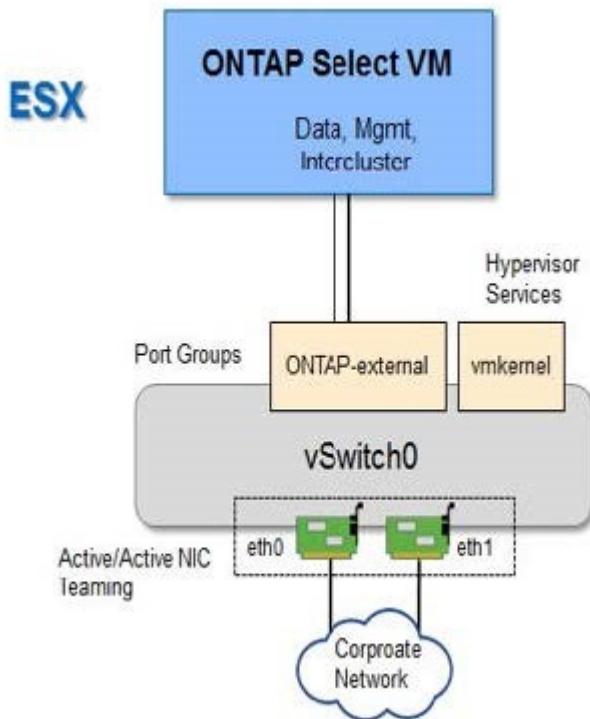 ESX
ONTAP Select VM
Data, Mgmt,
Intercluster
Hypervisor
Services
Port Groups
ONTAP-external
vmkernel
vSwitch0
eth0
eth1
Active/Active NIC
Teaming
Corproate
Network